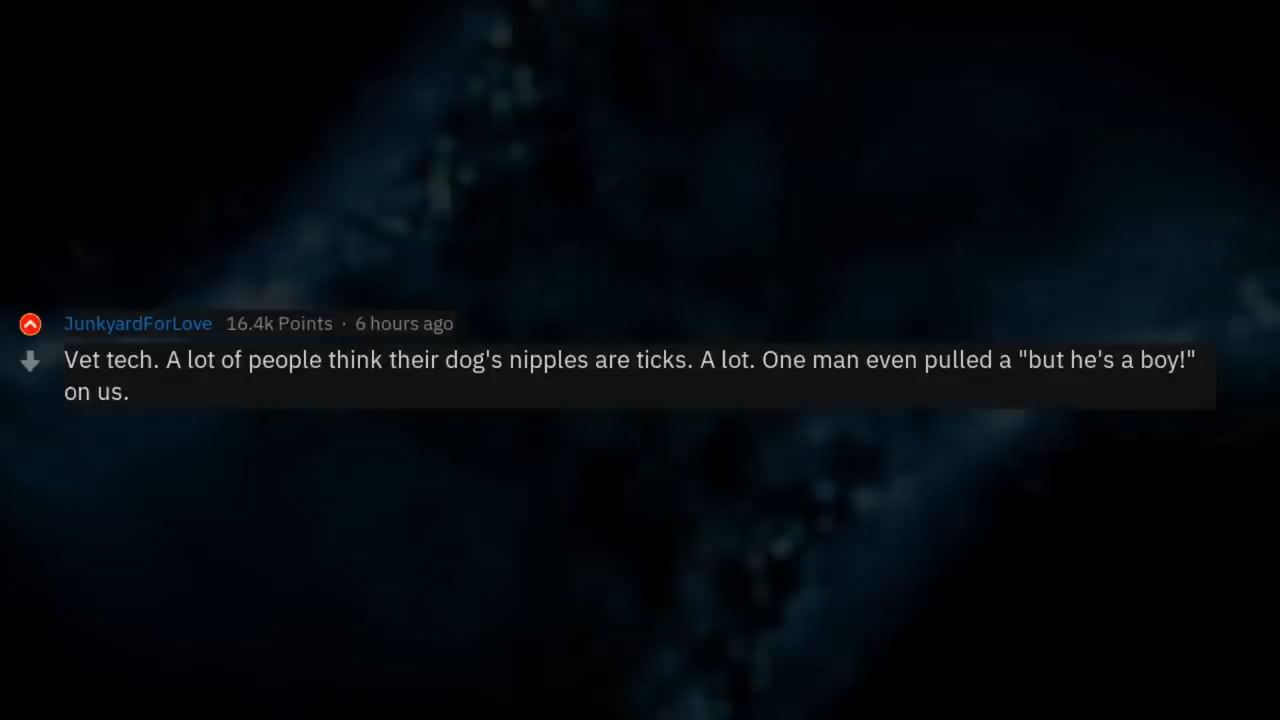 JunkyardForLove 16.4k Points · 6 hours ago
Vet tech. A lot of people think their dog's nipples are ticks. A lot. One man even pulled a "but he's a boy!"
on us.